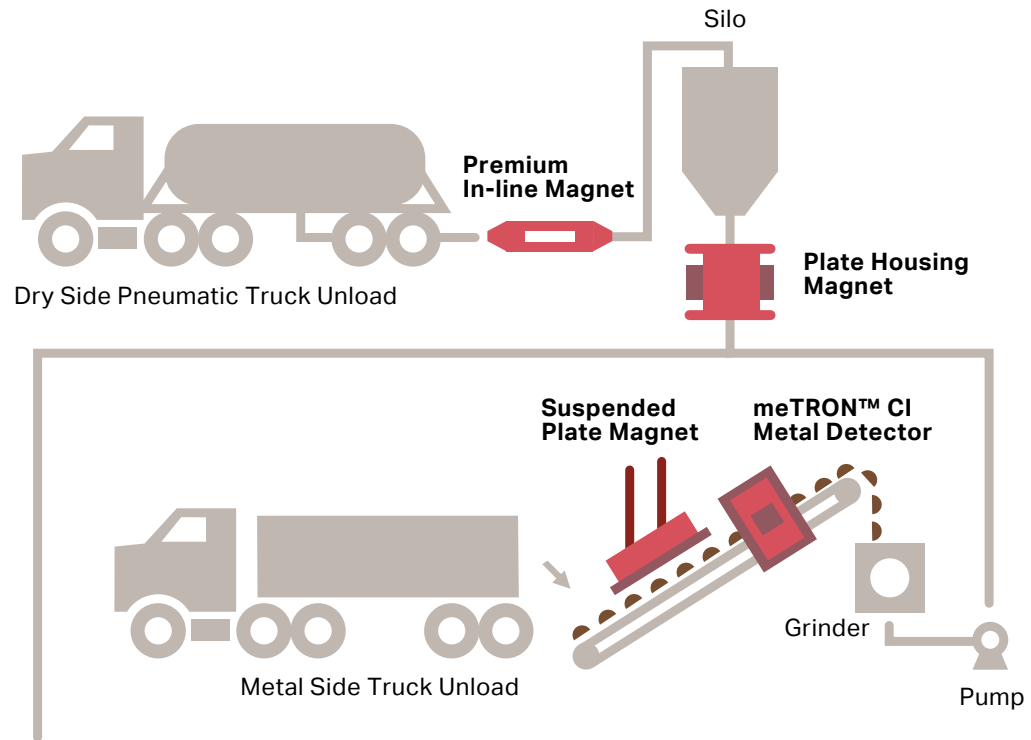 Silo
Premium
In-line Magnet
Plate Housing
Magnet
Dry Side Pneumatic Truck Unload
Suspended
Plate Magnet
meTRON™ CI
Metal Detector
Grinder
Metal Side Truck Unload
Pump